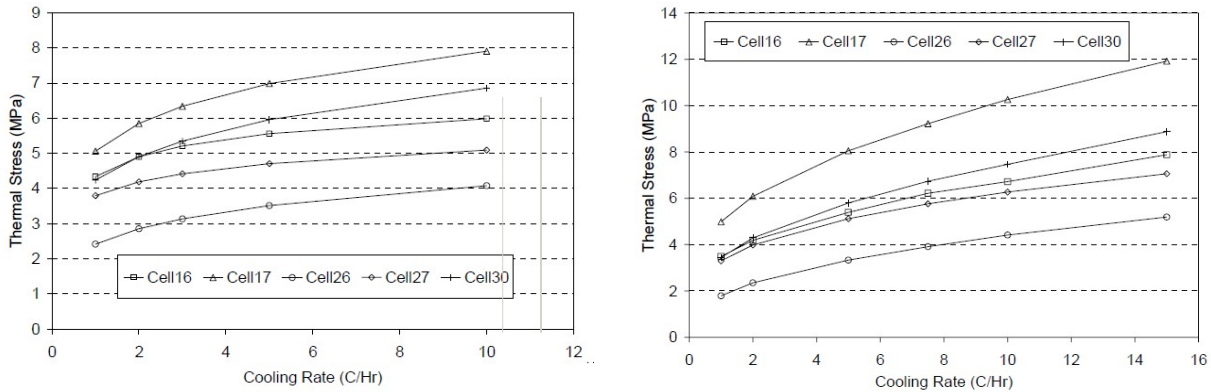 9
8
7
6
5
4
3
2
1
0
Thermal Stress (MPa)
Cell16 Cell17 Cell26 Cell27 Cell30
0 2 4 6 8 10 12
Cooling Rate (C/Hr)
14
12
10
8
6
4
2
0
Thermal Stress (MPa)
Cell16 Cell17 Cell26 Cell27 Cell30
0 2 4 6 8 10 12 14 16
Cooling Rate (C/Hr)